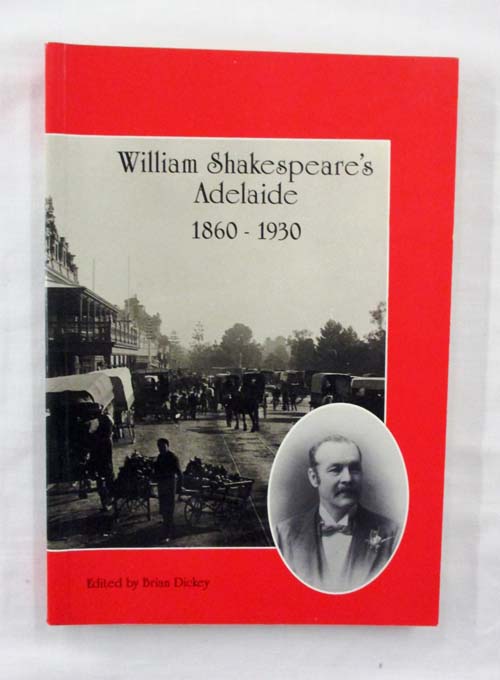 William Shakespeare's
Adelaide
1860 - 1930
Edited by Brian Dickey